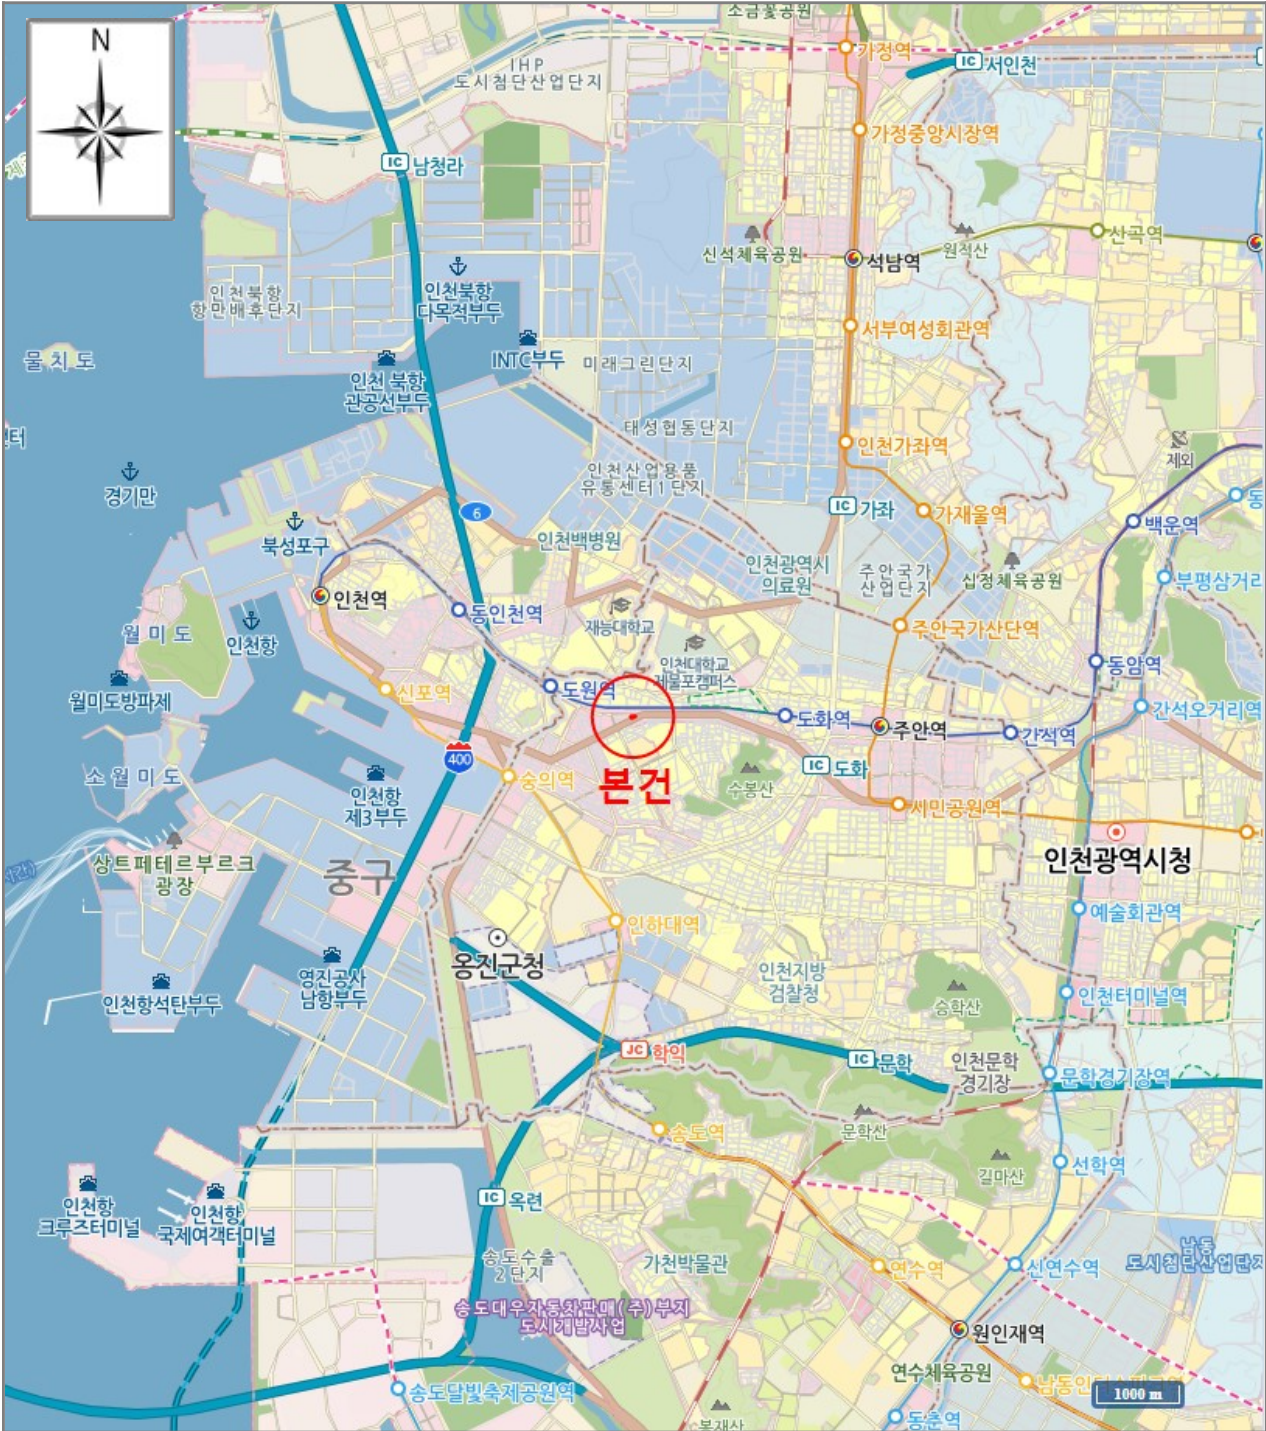 소금꽃공원
N
가정역
IC 서인천
IHP
도시첨단산업단지
가정중앙시장역
IC 남청라
신석체육공원
석남역
원적산
산곡역
인천북항
항만배후단지
인천북항
다목적부두
서부여성회관역
물치도
INTC부두
미래그린단지
인천 북항
관공선부두
태성협동단지
인천가좌역
제외
경기만
인천산업용품
유통센터1단지
6
IC 가좌
가재울역
백운역
북성포구
인천백병원
인천광역시
의료원
주안국가
산업단지
십정체육공원
부평삼거리
인천역
동인천역
재능대학교
주안국가산단역
월미도
인천항
인천대학교
제물포캠퍼스
동암역
월미도방파제
신포역
도원역
도화역
주안역
간석역
간석오거리역
소월미도
400
숭의역
본건
수봉산
IC 도화
인천항
제3부두
시민공원역
상트페테르부르크
광장
중구
인천광역시청
인하대역
예술회관역
옹진군청
영진공사
남항부두
인천지방
검찰청
승학산
인천터미널역
인천항석탄부두
JC 학익
IC 문학
인천문학
경기장
문학경기장역
송도역
문학산
길마산
선학역
인천항
크루즈터미널
인천항
국제여객터미널
IC 옥련
송도수출
2단지
가천박물관
연수역
신연수역
남동
도시첨단산업단지
송도대우자동차판매(주)부지
도시개발사업
원인재역
연수체육공원
송도달빛축제공원역
1000 m
동춘역
봉재산